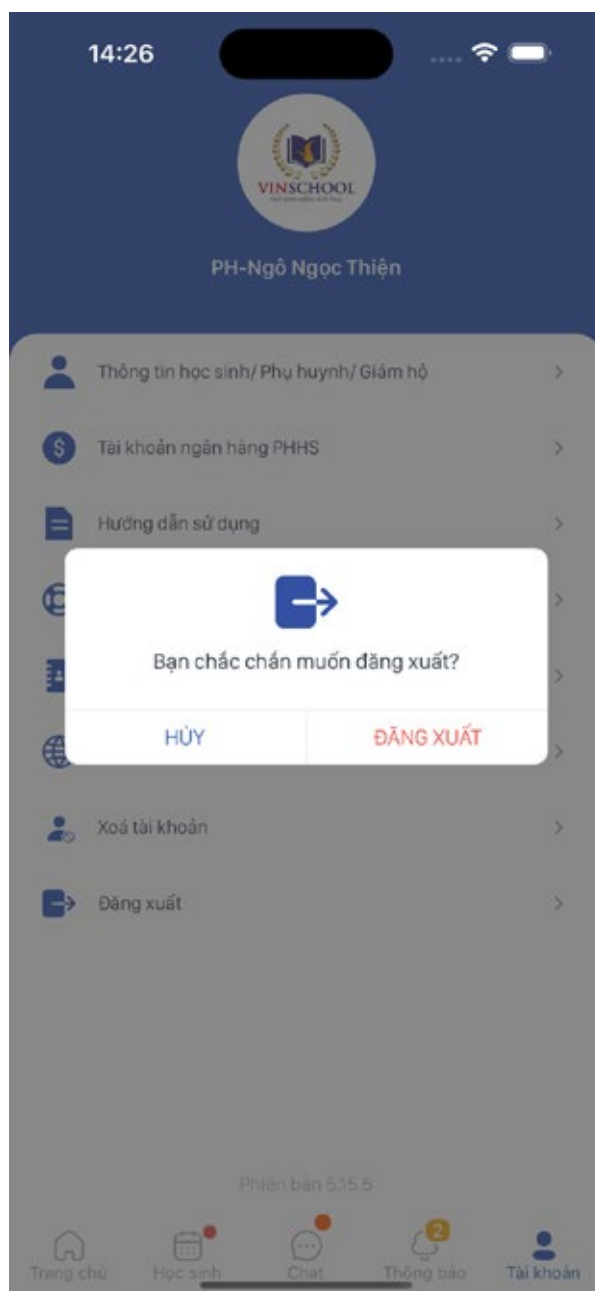 14:26
VINSCHOOL
PH-Ngô Ngọc Thiện
Thông tin học sinh/ Phụ huynh/ Giám hộ
Tài khoản ngân hàng PHHS
Hướng dẫn sử dụng
Bạn chắc chắn muốn đăng xuất?
HỦY
ĐĂNG XUẤT
Xoá tài khoản
Đăng xuất
Phiên bản 5.15.5
2
Trang chủ
Học sinh
Chat
Thông báo
Tài khoản